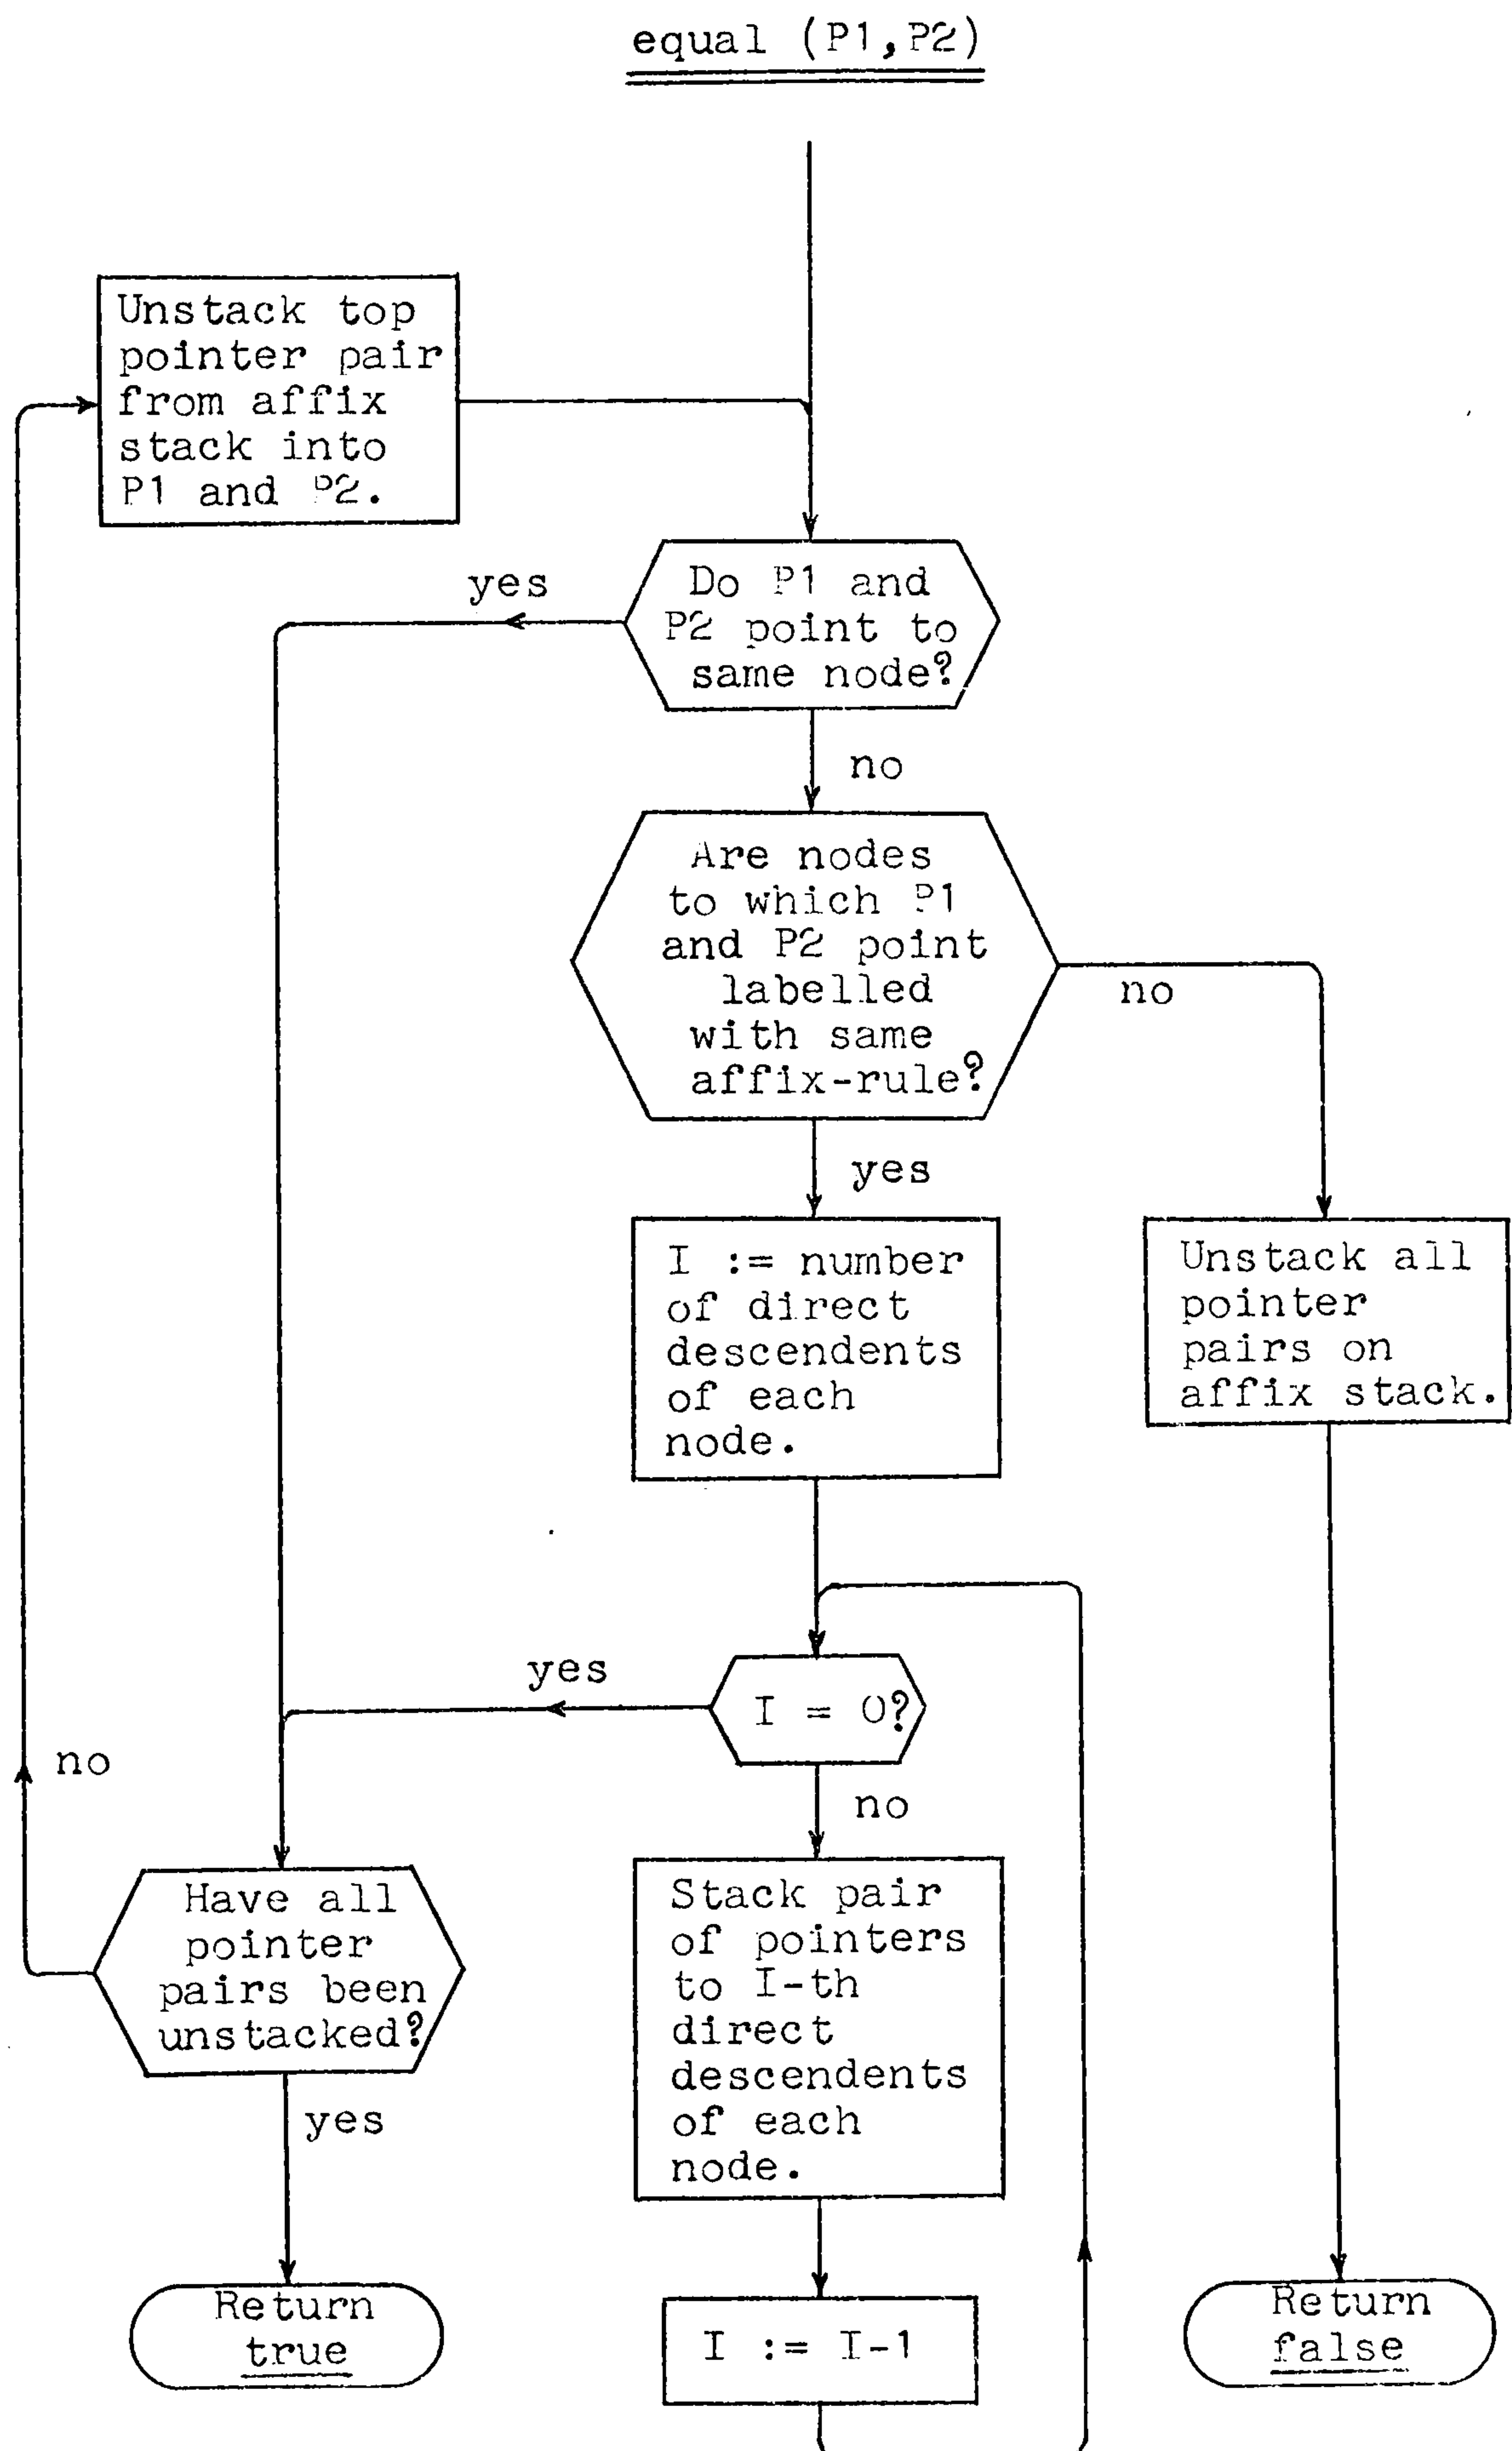 equal (P1,P2)
Unstack top
pointer pair
from affix
stack into
P1 and P2.
yes
Do P1 and
P2 point to
same node?
no
Are nodes
to which P1
and P2 point
labelled
with same
affix-rule?
no
yes
I := number
of direct
descendents
of each
node.
Unstack all
pointer
pairs on
affix stack.
yes
I = 0?
no
no
Have all
pointer
pairs been
unstacked?
Stack pair
of pointers
to I-th
direct
descendents
of each
node.
yes
Return
true
I := I-1
Return
false